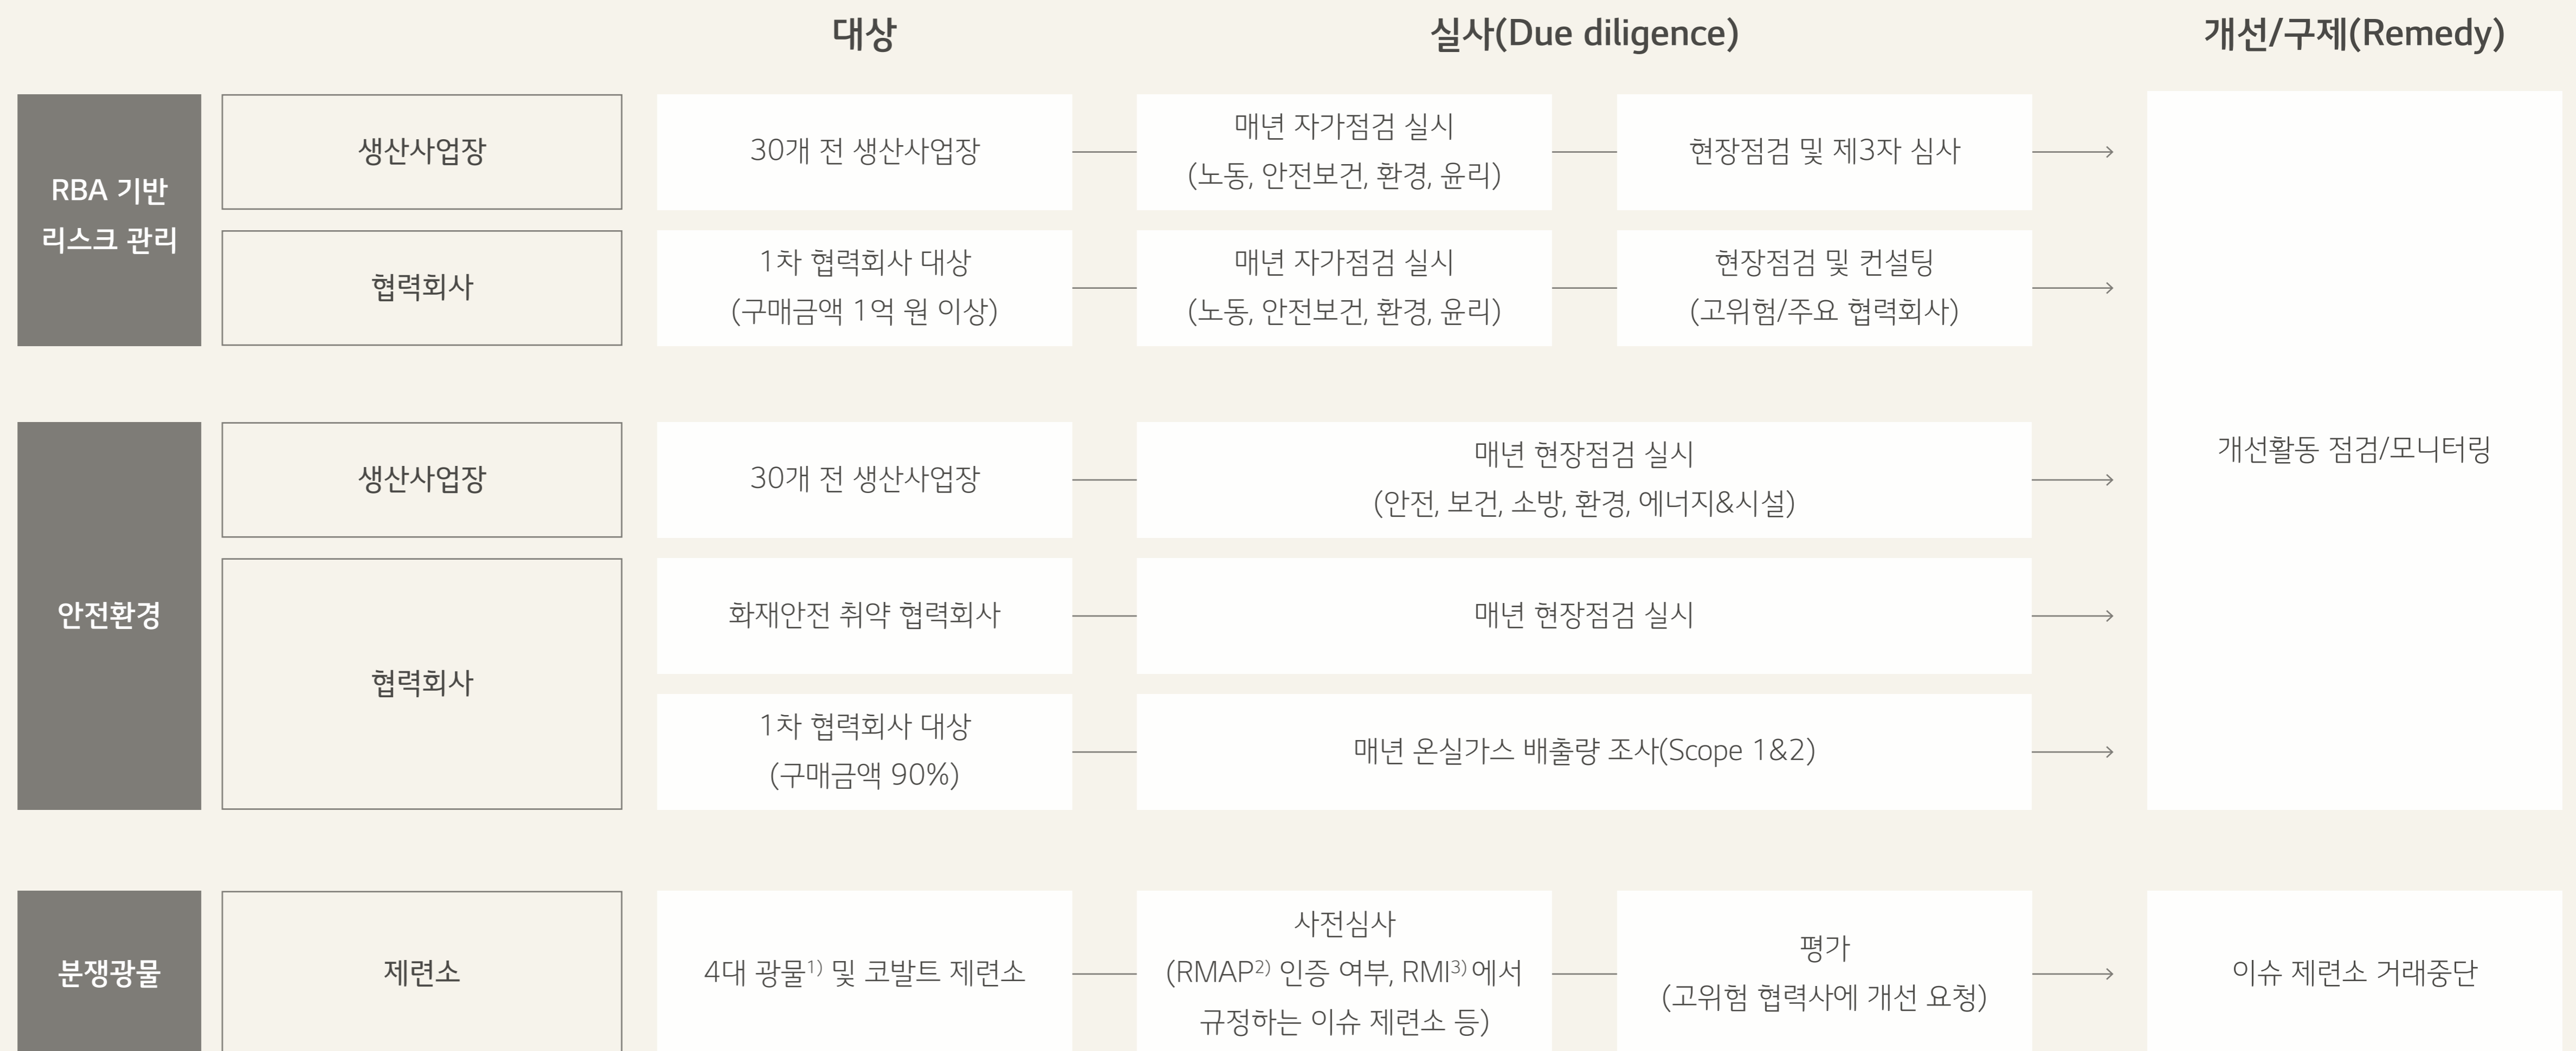 대상
실사(Due diligence)
개선/구제(Remedy)
RBA 기반
리스크 관리
생산사업장
30개 전 생산사업장
매년 자가점검 실시
(노동, 안전보건, 환경, 윤리)
현장점검 및 제3자 심사
협력회사
1차 협력회사 대상
(구매금액 1억 원 이상)
매년 자가점검 실시
(노동, 안전보건, 환경, 윤리)
현장점검 및 컨설팅
(고위험/주요 협력회사)
개선활동 점검/모니터링
안전환경
생산사업장
30개 전 생산사업장
매년 현장점검 실시
(안전, 보건, 소방, 환경, 에너지&시설)
협력회사
화재안전 취약 협력회사
매년 현장점검 실시
1차 협력회사 대상
(구매금액 90%)
매년 온실가스 배출량 조사(Scope 1&2)
분쟁광물
제련소
4대 광물1) 및 코발트 제련소
사전심사
(RMAP2) 인증 여부, RMI3) 에서
규정하는 이슈 제련소 등)
평가
(고위험 협력사에 개선 요청)
이슈 제련소 거래중단